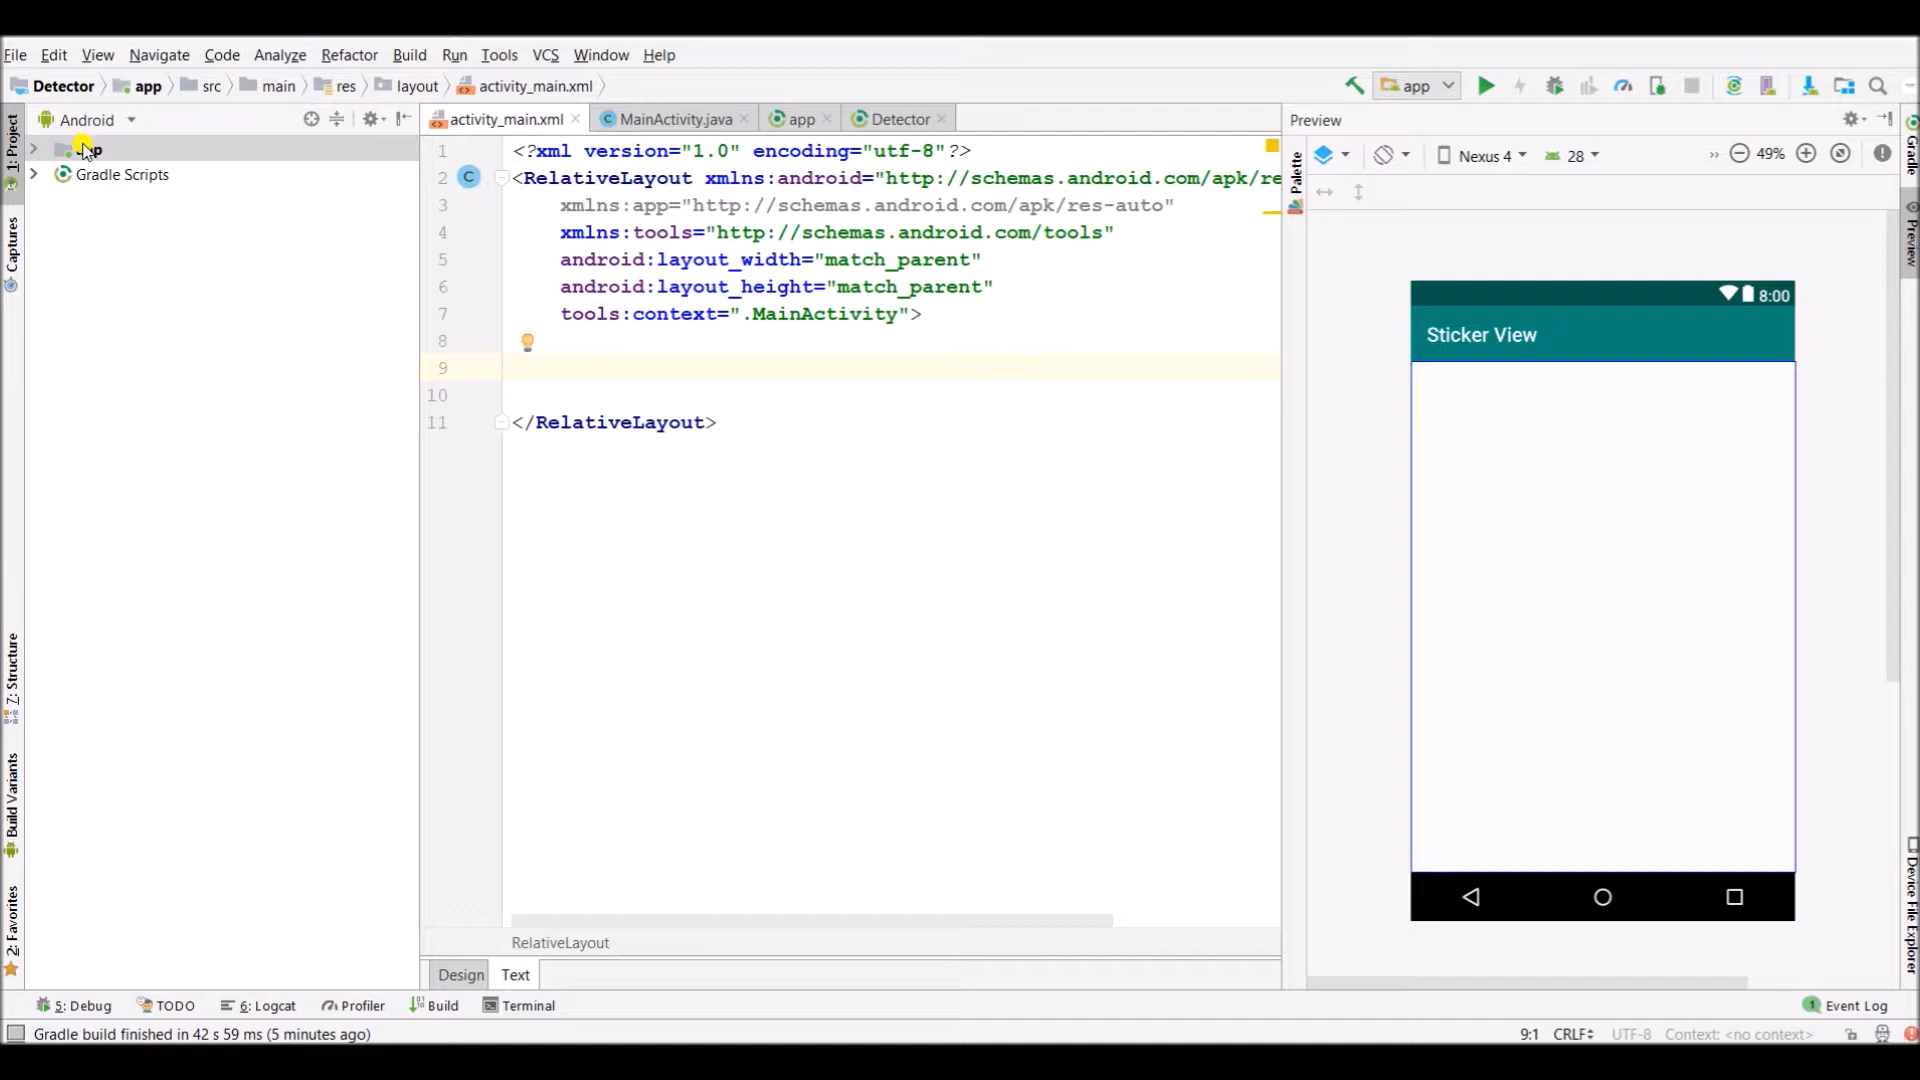 File Edit View Navigate Code Analyze Refactor Build Run Tools VCS Window Help
Detector app src main res layout activity_main.xml
app
Android
activity_main.xml MainActivity.java app Detector
Preview
Gradle Scripts
1 <?xml version="1.0" encoding="utf-8"?>
2 <RelativeLayout xmlns:android="http://schemas.android.com/apk/re
3 xmlns:app="http://schemas.android.com/apk/res-auto"
4 xmlns:tools="http://schemas.android.com/tools"
5 android:layout_width="match_parent"
6 android:layout_height="match_parent"
7 tools:context=".MainActivity">
8
9
10
11 </RelativeLayout>
RelativeLayout
Design Text
Palette
Nexus 4 28 » 49%
8:00
Sticker View
1: Project
Captures
7: Structure
Build Variants
2: Favorites
Gradle
Preview
Device File Explorer
5: Debug TODO 6: Logcat Profiler Build Terminal
1 Event Log
Gradle build finished in 42 s 59 ms (5 minutes ago)
9:1 CRLF UTF-8 Context: <no context>